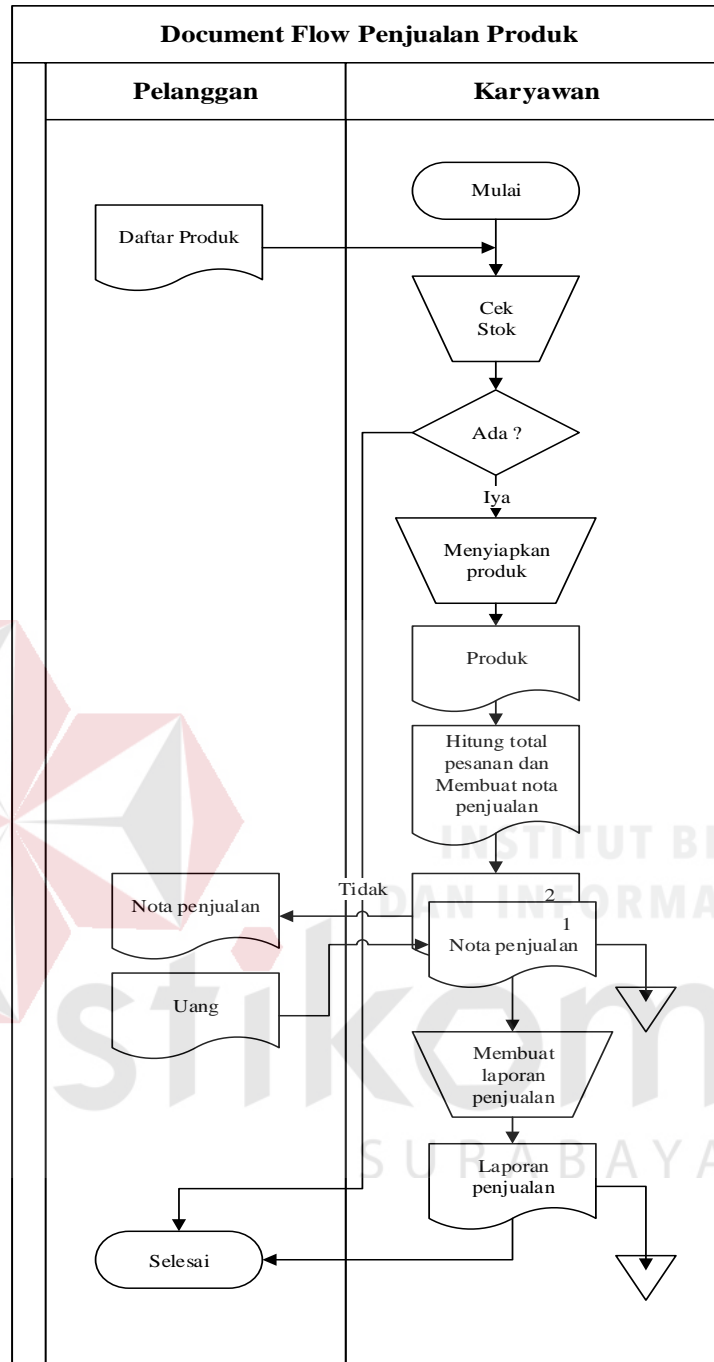 Document Flow Penjualan Produk
Pelanggan
Karyawan
Mulai
Daftar Produk
Cek
Stok
Ada ?
Iya
Menyiapkan
produk
Produk
Hitung total
pesanan dan
Membuat nota
penjualan
INSTITUT BI
Tidak
DAN INFORMA
Nota penjualan
2
1
Nota penjualan
Uang
stikom
Membuat
laporan
penjualan
SURABAYA
Laporan
penjualan
Selesai